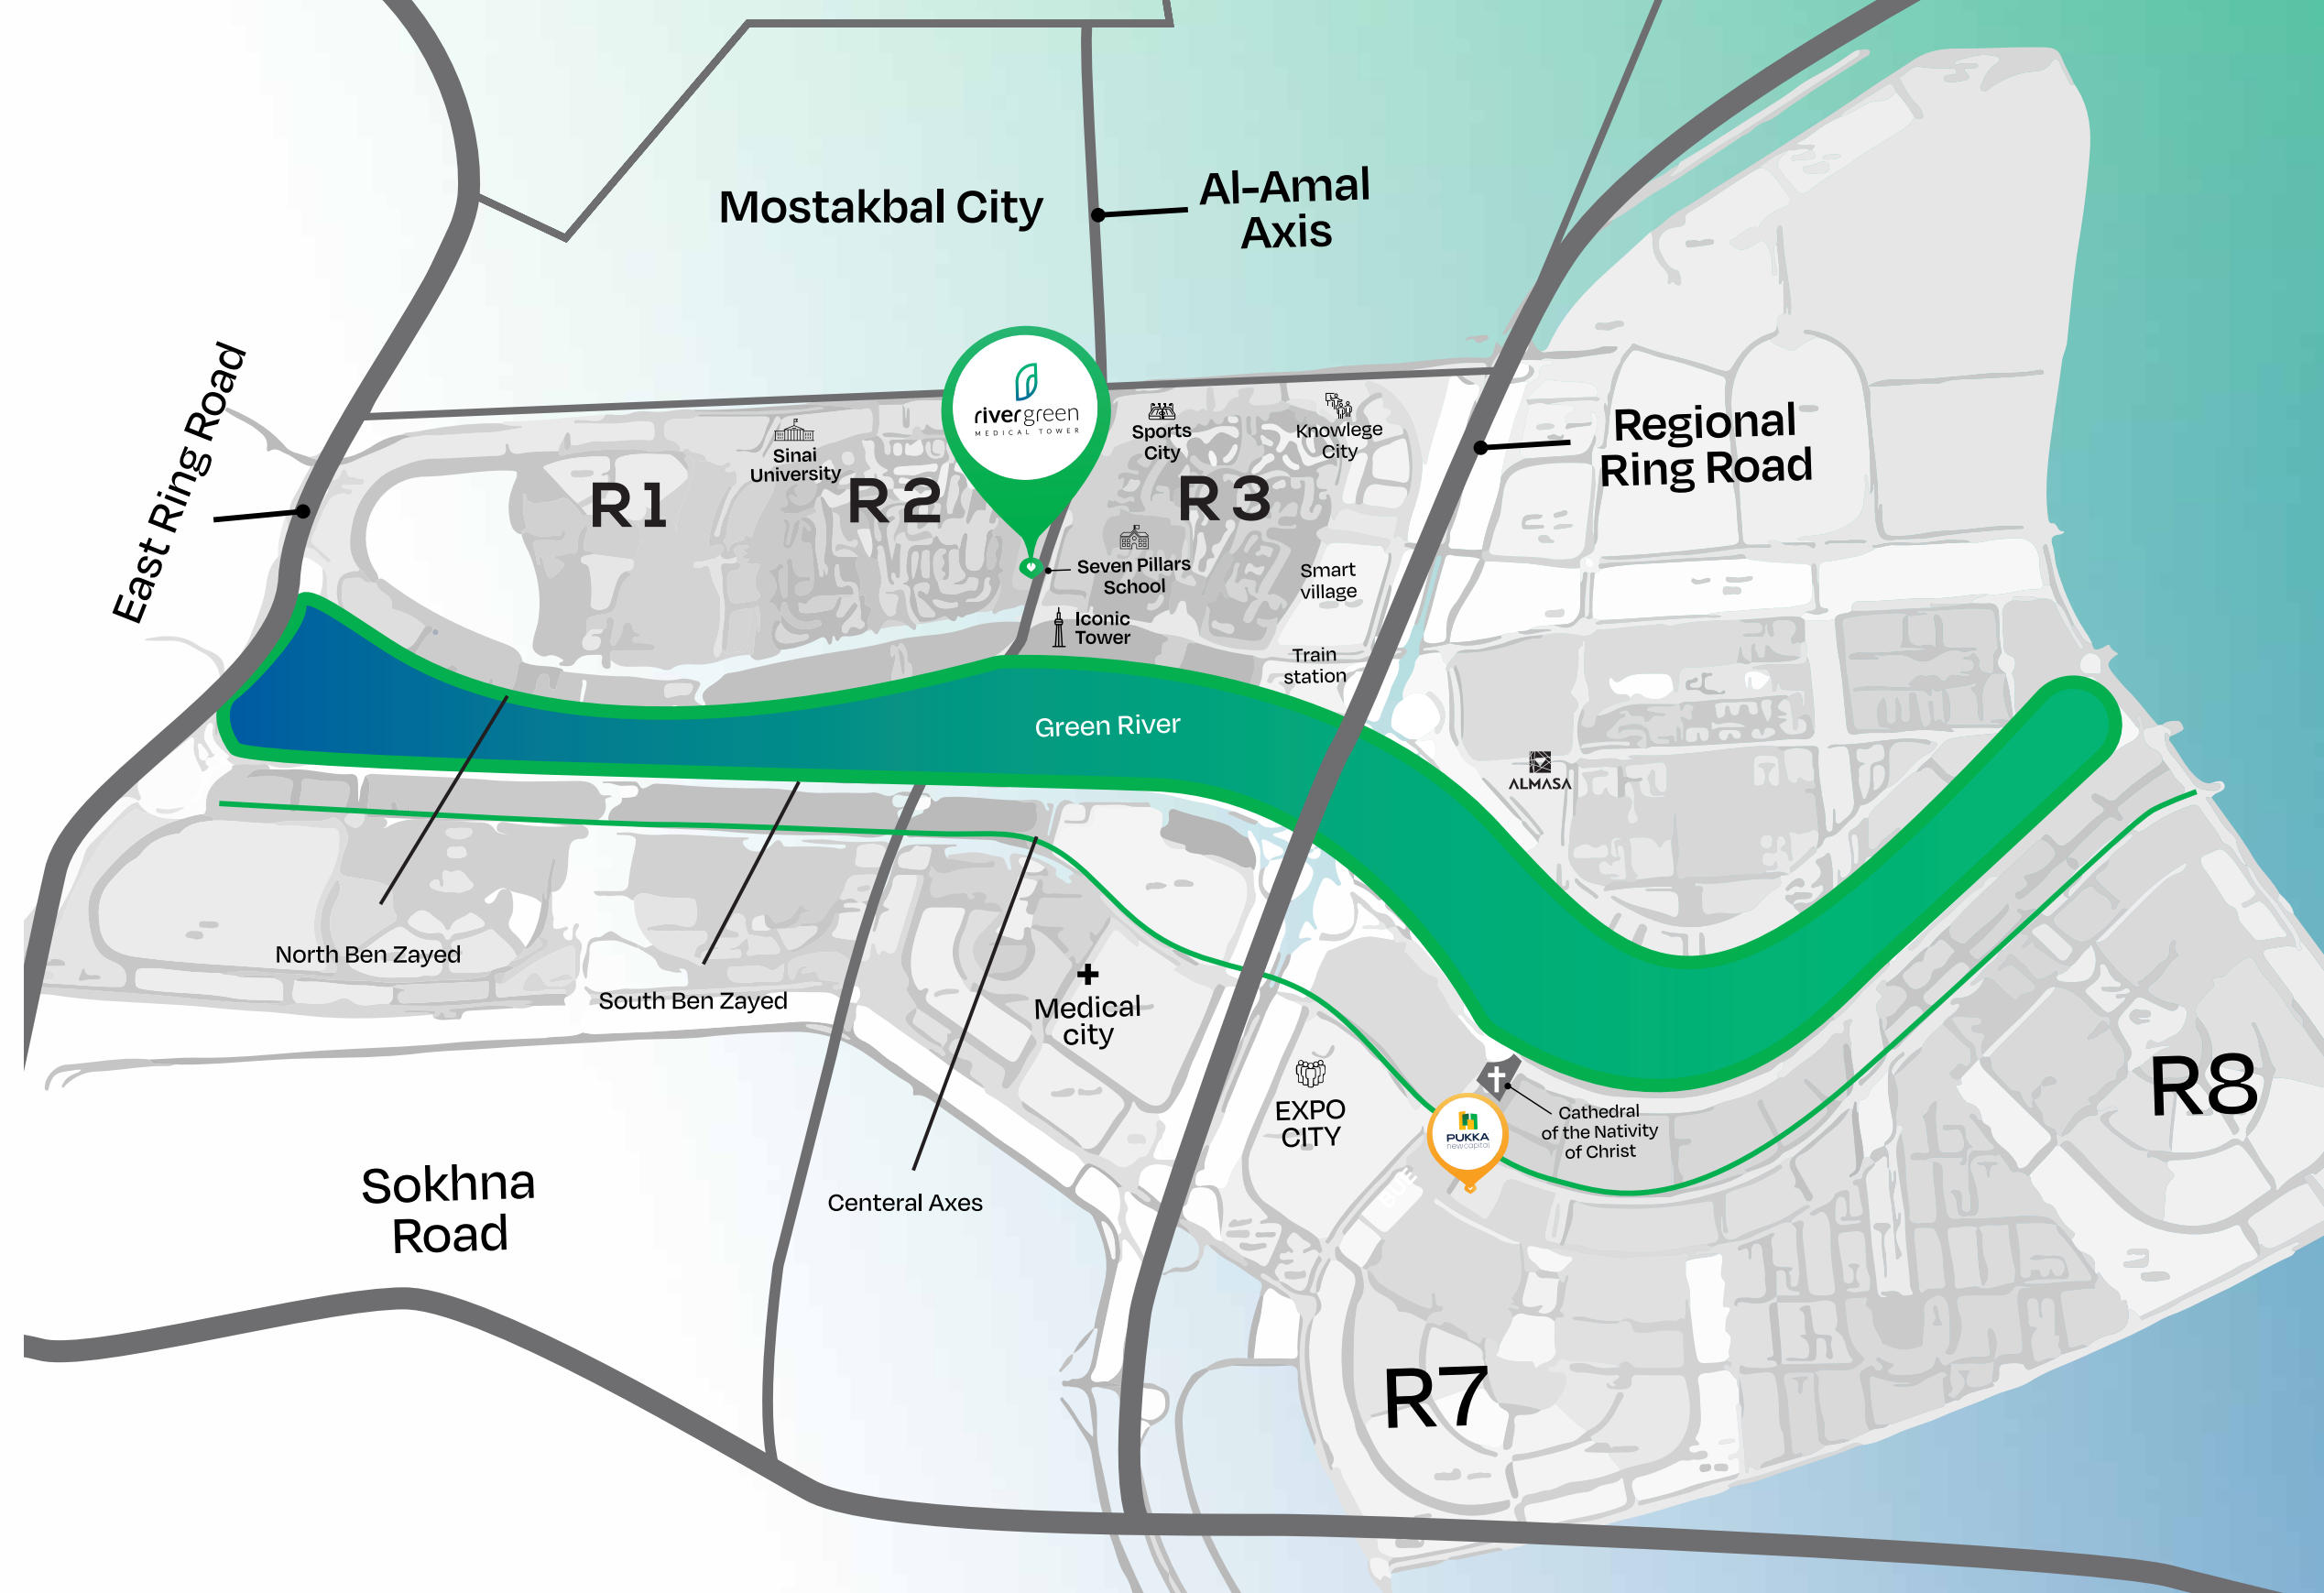 Mostakbal City
Al-Amal
Axis
East Ring Road
rivergreen
MEDICAL TOWER
Sinai
University
Sports
City
Knowlege
City
Regional
Ring Road
R1
R2
R3
Seven Pillars
School
Smart
village
Iconic
Tower
Train
station
Green River
ALMASA
North Ben Zayed
South Ben Zayed
Medical
city
EXPO
CITY
PUKKA
new capital
Cathedral
of the Nativity
of Christ
BUE
R8
Sokhna
Road
Centeral Axes
R7